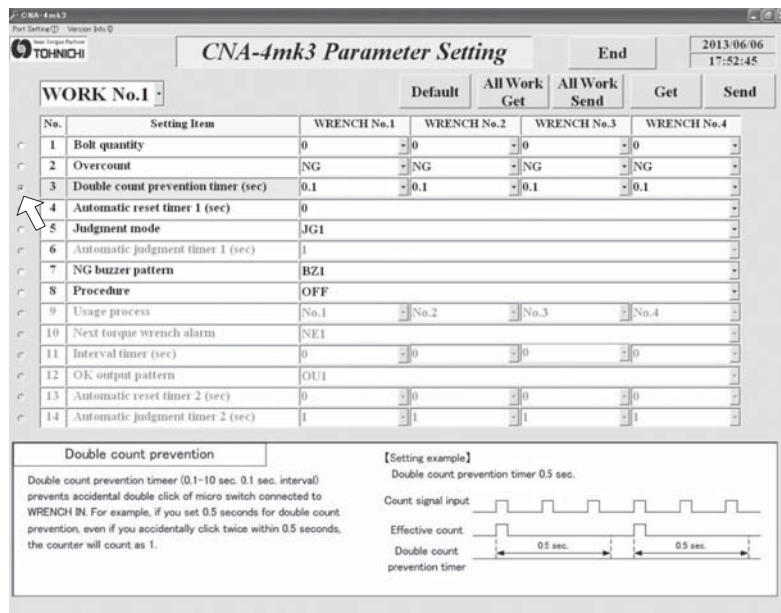 CNA-4mk3
Port Setting(T) Version Info.Q
Your Torque Partner
TOHNICHI
CNA-4mk3 Parameter Setting
End
2013/06/06
17:52:45
WORK No.1
Default
All Work Get
All Work Send
Get
Send
No. Setting Item WRENCH No.1 WRENCH No.2 WRENCH No.3 WRENCH No.4
1 Bolt quantity 0 0 0 0
2 Overcount NG NG NG NG
3 Double count prevention timer (sec) 0.1 0.1 0.1 0.1
4 Automatic reset timer 1 (sec) 0
5 Judgment mode JG1
6 Automatic judgment timer 1 (sec) 1
7 NG buzzer pattern BZ1
8 Procedure OFF
9 Usage process No.1 No.2 No.3 No.4
10 Next torque wrench alarm NE1
11 Interval timer (sec) 0 0 0 0
12 OK output pattern OU1
13 Automatic reset timer 2 (sec) 0 0 0 0
14 Automatic judgment timer 2 (sec) 1 1 1 1
Double count prevention
Double count prevention timeer (0.1-10 sec. 0.1 sec. interval)
prevents accidental double click of micro switch connected to
WRENCH IN. For example, if you set 0.5 seconds for double count
prevention, even if you accidentally click twice within 0.5 seconds,
the counter will count as 1.
【Setting example】
Double count prevention timer 0.5 sec.
Count signal input
Effective count
Double count
prevention timer
0.5 sec. 0.5 sec.